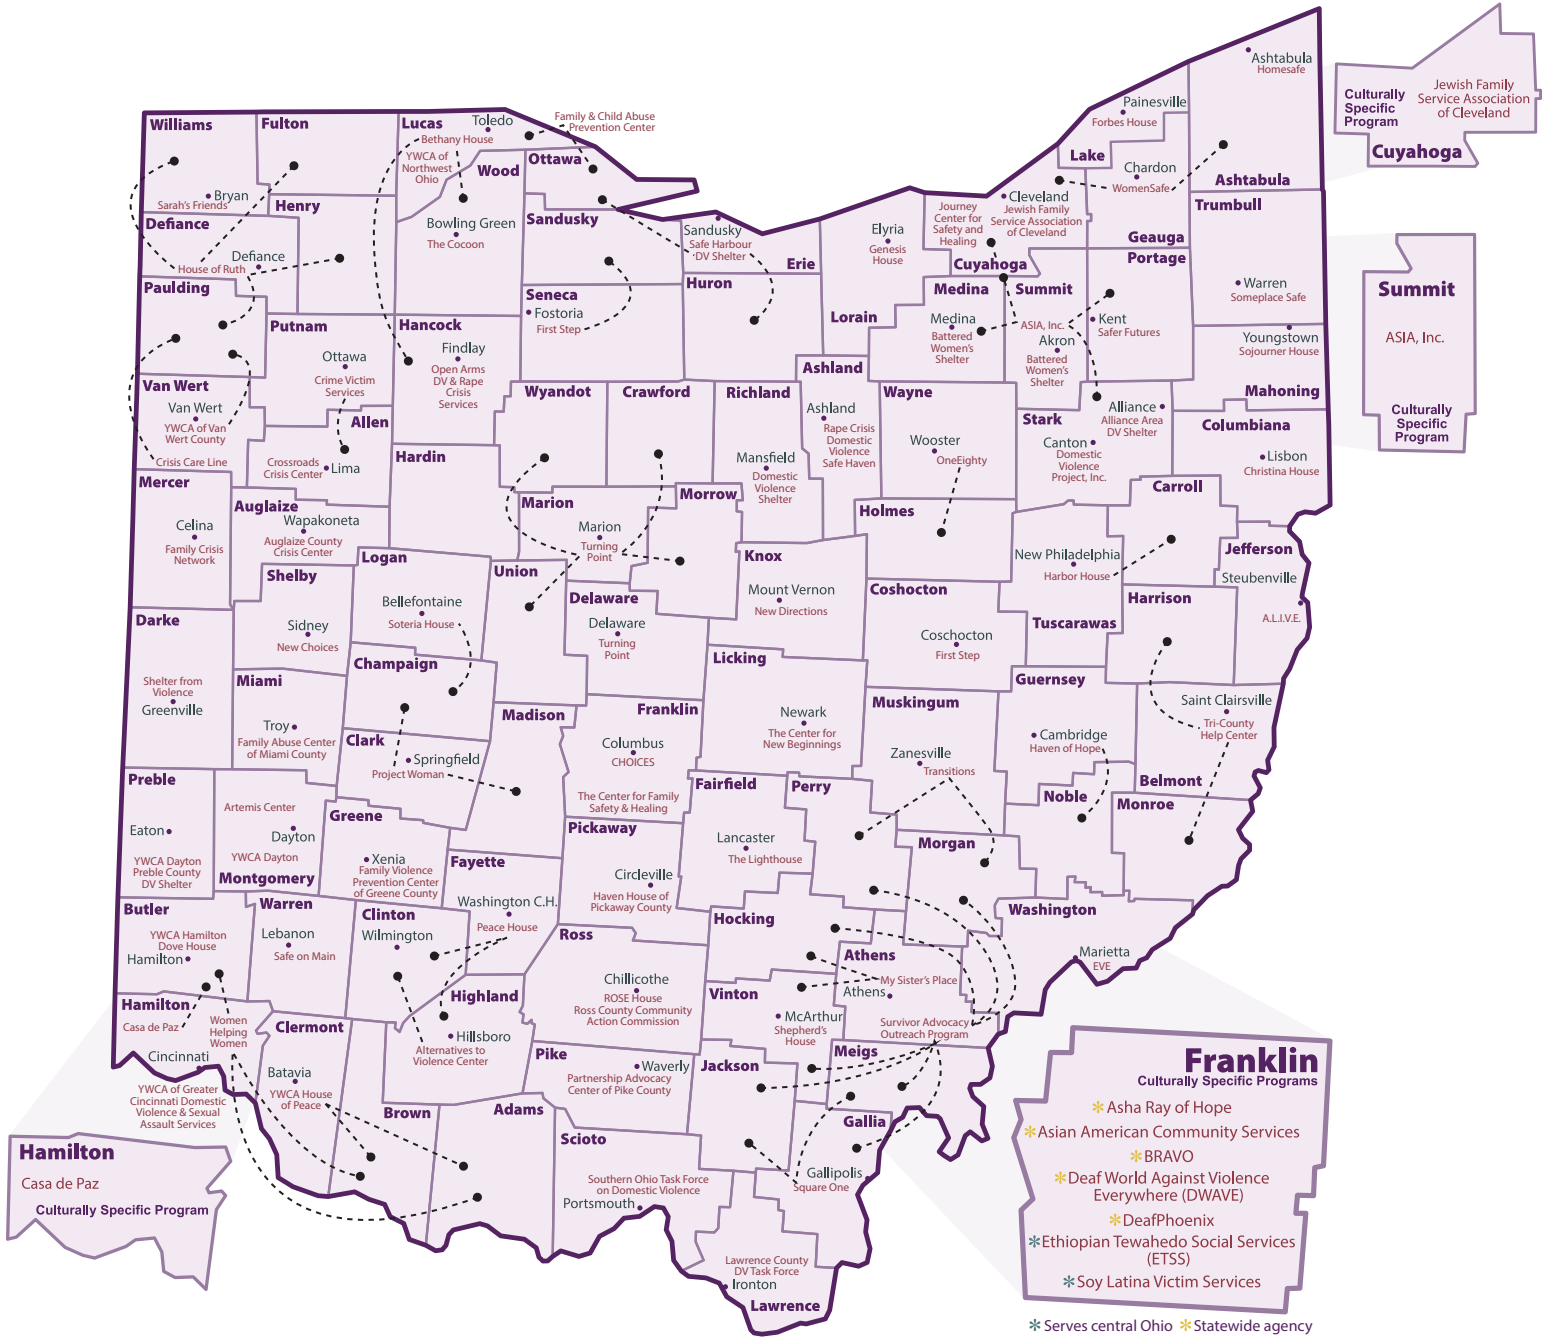 Williams
Bryan
Sarah's Friends
Fulton
Lucas
Toledo
Bethany House
YWCA of
Northwest
Ohio
Family & Child Abuse
Prevention Center
Wood
Bowling Green
The Cocoon
Ottawa
Sandusky
Sandusky
Safe Harbour
DV Shelter
Erie
Henry
Defiance
Defiance
House of Ruth
Paulding
Putnam
Ottawa
Crime Victim
Services
Hancock
Findlay
Open Arms
DV & Rape
Crisis
Services
Seneca
Fostoria
First Step
Huron
Lorain
Elyria
Genesis
House
Journey
Center for
Safety and
Healing
Cleveland
Jewish Family
Service Association
of Cleveland
Cuyahoga
Lake
Painesville
Forbes House
Chardon
WomenSafe
Geauga
Ashtabula
Homesafe
Ashtabula
Culturally
Specific
Program
Jewish Family
Service Association
of Cleveland
Cuyahoga
Trumbull
Warren
Someplace Safe
Portage
Kent
Safer Futures
Medina
Medina
Battered
Women's
Shelter
Summit
ASIA, Inc.
Akron
Battered
Women's
Shelter
Youngstown
Sojourner House
Mahoning
Summit
ASIA, Inc.
Culturally
Specific
Program
Van Wert
Van Wert
YWCA of Van
Wert County
Crisis Care Line
Allen
Crossroads
Crisis Center
Lima
Hardin
Wyandot
Crawford
Richland
Mansfield
Domestic
Violence
Shelter
Ashland
Ashland
Rape Crisis
Domestic
Violence
Safe Haven
Wayne
Wooster
OneEighty
Stark
Alliance
Alliance Area
DV Shelter
Canton
Domestic
Violence
Project, Inc.
Columbiana
Lisbon
Christina House
Mercer
Celina
Family Crisis
Network
Auglaize
Wapakoneta
Auglaize County
Crisis Center
Marion
Marion
Turning
Point
Morrow
Holmes
Carroll
Jefferson
Steubenville
A.L.I.V.E.
Logan
Bellefontaine
Soteria House
Shelby
Sidney
New Choices
Union
Delaware
Delaware
Turning
Point
Knox
Mount Vernon
New Directions
Coshocton
Coschocton
First Step
New Philadelphia
Harbor House
Tuscarawas
Harrison
Darke
Shelter from
Violence
Greenville
Miami
Troy
Family Abuse Center
of Miami County
Champaign
Clark
Springfield
Project Woman
Madison
Franklin
Columbus
CHOICES
The Center for Family
Safety & Healing
Licking
Newark
The Center for
New Beginnings
Muskingum
Zanesville
Transitions
Guernsey
Cambridge
Haven of Hope
Saint Clairsville
Tri-County
Help Center
Belmont
Preble
Eaton
YWCA Dayton
Preble County
DV Shelter
Artemis Center
Dayton
YWCA Dayton
Montgomery
Greene
Xenia
Family Violence
Prevention Center
of Greene County
Fayette
Washington C.H.
Peace House
Pickaway
Circleville
Haven House of
Pickaway County
Fairfield
Lancaster
The Lighthouse
Perry
Morgan
Noble
Monroe
Butler
YWCA Hamilton
Dove House
Hamilton
Warren
Lebanon
Safe on Main
Clinton
Wilmington
Ross
Chillicothe
ROSE House
Ross County Community
Action Commission
Hocking
Athens
My Sister's Place
Athens
Survivor Advocacy
Outreach Program
Washington
Marietta
EVE
Hamilton
Casa de Paz
Women
Helping
Women
Cincinnati
YWCA of Greater
Cincinnati Domestic
Violence & Sexual
Assault Services
Clermont
Batavia
YWCA House
of Peace
Highland
Hillsboro
Alternatives to
Violence Center
Pike
Waverly
Partnership Advocacy
Center of Pike County
Vinton
McArthur
Shepherd's
House
Jackson
Meigs
Gallia
Gallipolis
Square One
Brown
Adams
Scioto
Southern Ohio Task Force
on Domestic Violence
Portsmouth
Lawrence County
DV Task Force
Ironton
Lawrence
Hamilton
Casa de Paz
Culturally Specific Program
Franklin
Culturally Specific Programs
*Asha Ray of Hope
*Asian American Community Services
*BRAVO
*Deaf World Against Violence
Everywhere (DWAVE)
*DeafPhoenix
*Ethiopian Tewahedo Social Services
(ETSS)
*Soy Latina Victim Services
*Serves central Ohio *Statewide agency